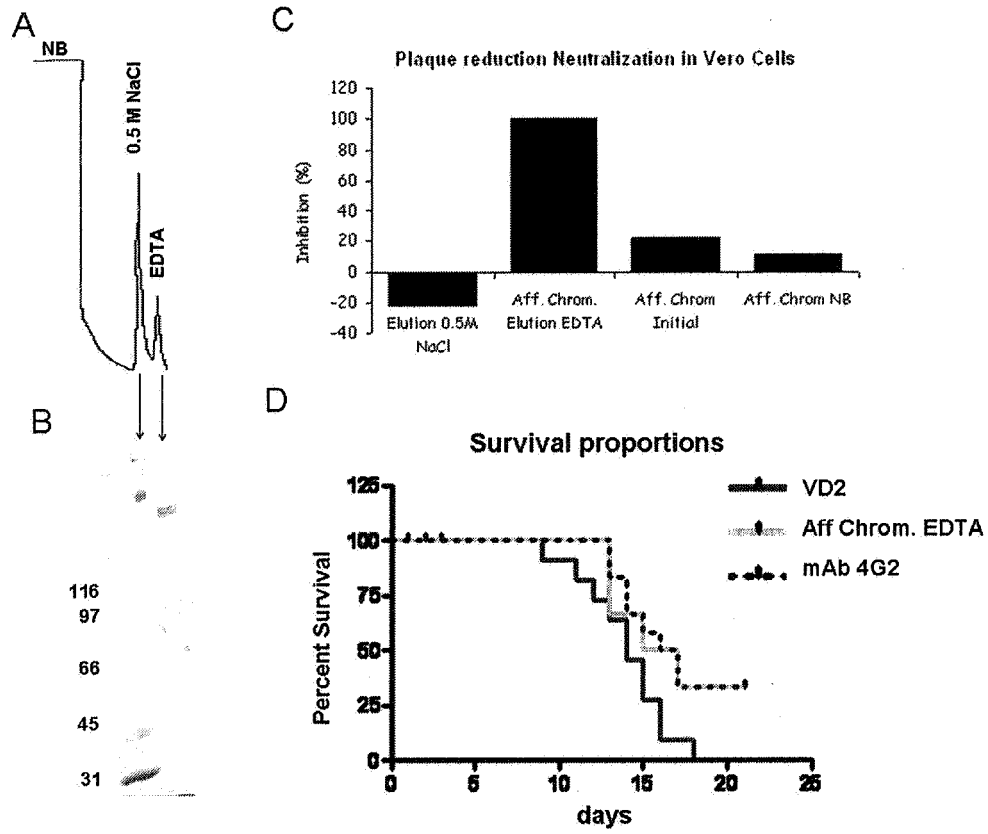 A
NB
0.5 M NaCl
EDTA
B
116
97
66
45
31
C
Plaque reduction Neutralization in Vero Cells
Inhibition (%)
120
100
80
60
40
20
0
-20
-40
Elution 0.5M
NaCl
Aff. Chrom.
Elution EDTA
Aff. Chrom
Initial
Aff. Chrom NB
D
Survival proportions
VD2
Aff Chrom. EDTA
mAb 4G2
Percent Survival
125
100
75
50
25
0
0 5 10 15 20 25
days